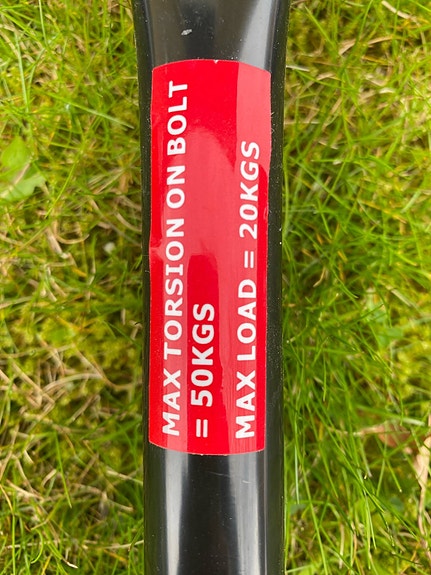 MAX TORSION ON BOLT
= 50KGS
MAX LOAD = 20KGS